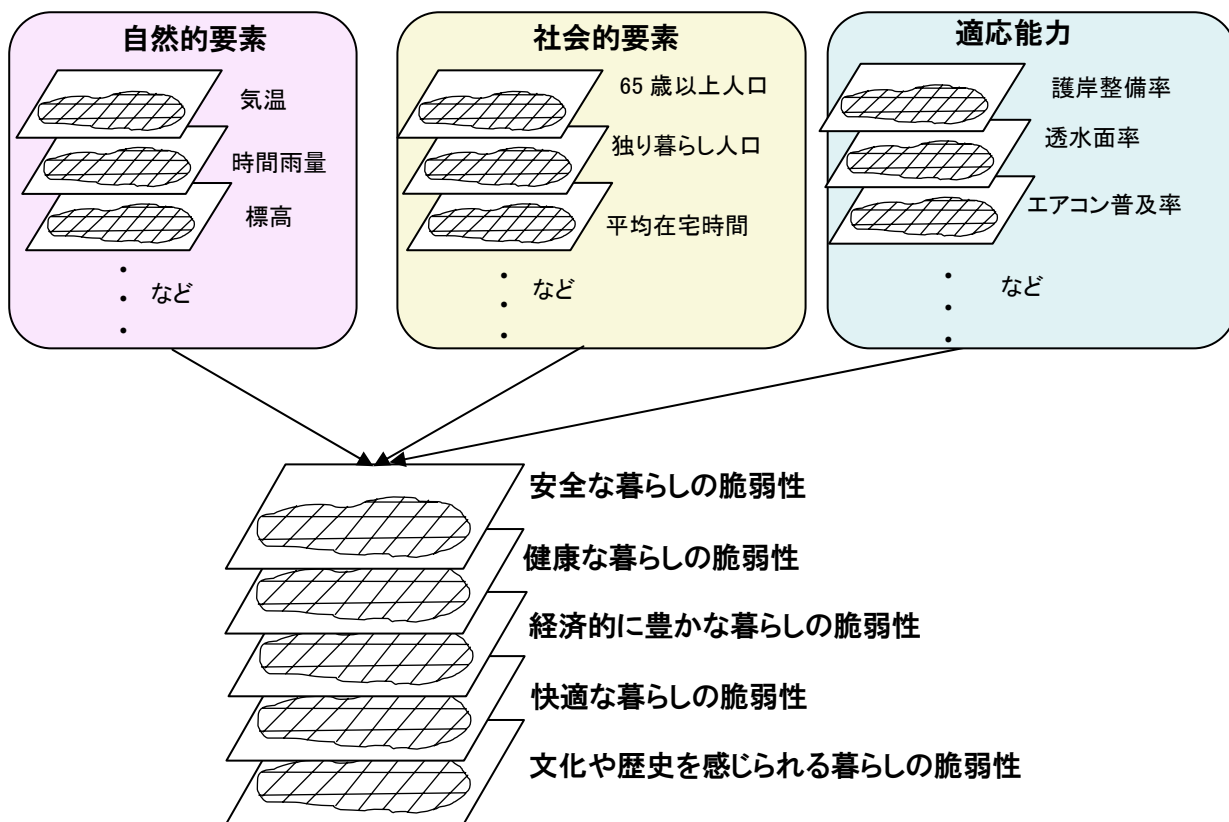 自然的要素
気温
時間雨量
標高
など
社会的要素
65 歳以上人口
独り暮らし人口
平均在宅時間
など
適応能力
護岸整備率
透水面率
エアコン普及率
など
安全な暮らしの脆弱性
健康な暮らしの脆弱性
経済的に豊かな暮らしの脆弱性
快適な暮らしの脆弱性
文化や歴史を感じられる暮らしの脆弱性